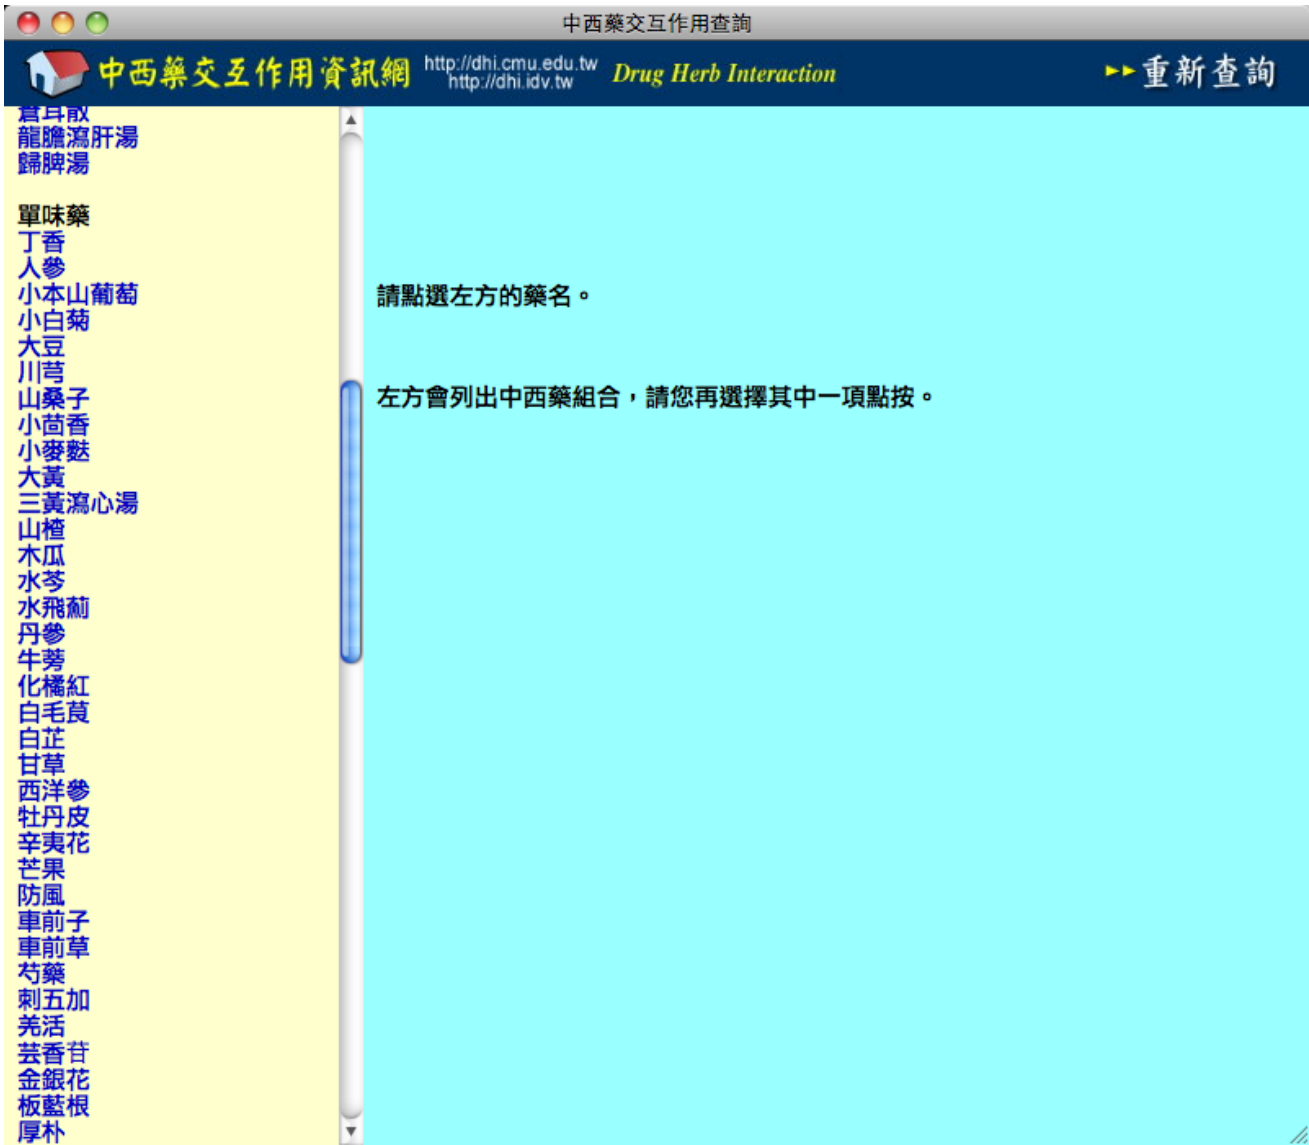 中西藥交互作用查詢
中西藥交互作用資訊網
http://dhi.cmu.edu.tw
http://dhi.idv.tw
Drug Herb Interaction
►►重新查詢
蒼耳散
龍膽瀉肝湯
歸脾湯
單味藥
丁香
人參
小本山葡萄
小白菊
大豆
川芎
山桑子
小茴香
小麥麩
大黃
三黃瀉心湯
山楂
木瓜
水芩
水飛薊
丹參
牛蒡
化橘紅
白毛茛
白芷
甘草
西洋參
牡丹皮
辛夷花
芒果
防風
車前子
車前草
芍藥
刺五加
羌活
芸香苷
金銀花
板藍根
厚朴
請點選左方的藥名。
左方會列出中西藥組合，請您再選擇其中一項點按。